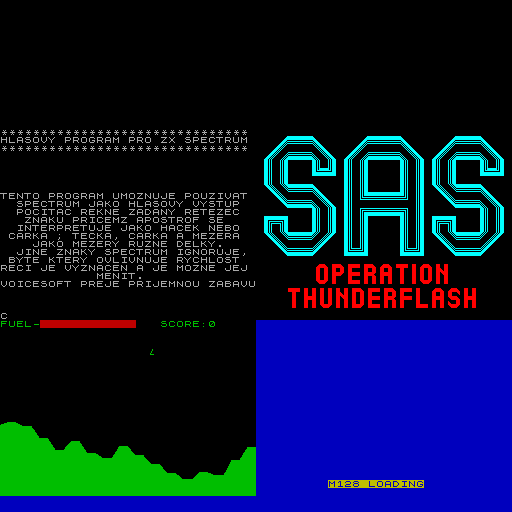 ********************************
HLASOVY PROGRAM PRO ZX SPECTRUM
********************************
TENTO PROGRAM UMOZNUJE POUZIVAT
SPECTRUM JAKO HLASOVY VYSTUP
POCITAC REKNE ZADANY RETEZEC
ZNAKU PRICEMZ APOSTROF SE
INTERPRETUJE JAKO HACEK NEBO
CARKA ; TECKA, CARKA A MEZERA
JAKO MEZERY RUZNE DELKY.
JINE ZNAKY SPECTRUM IGNORUJE,
BYTE KTERY OVLIVNUJE RYCHLOST
RECI JE VYZNACEN A JE MOZNE JEJ
MENIT.
VOICESOFT PREJE PRIJEMNOU ZABAVU
C
SAS
OPERATION
THUNDERFLASH
FUEL- SCORE:0
M128 LOADING